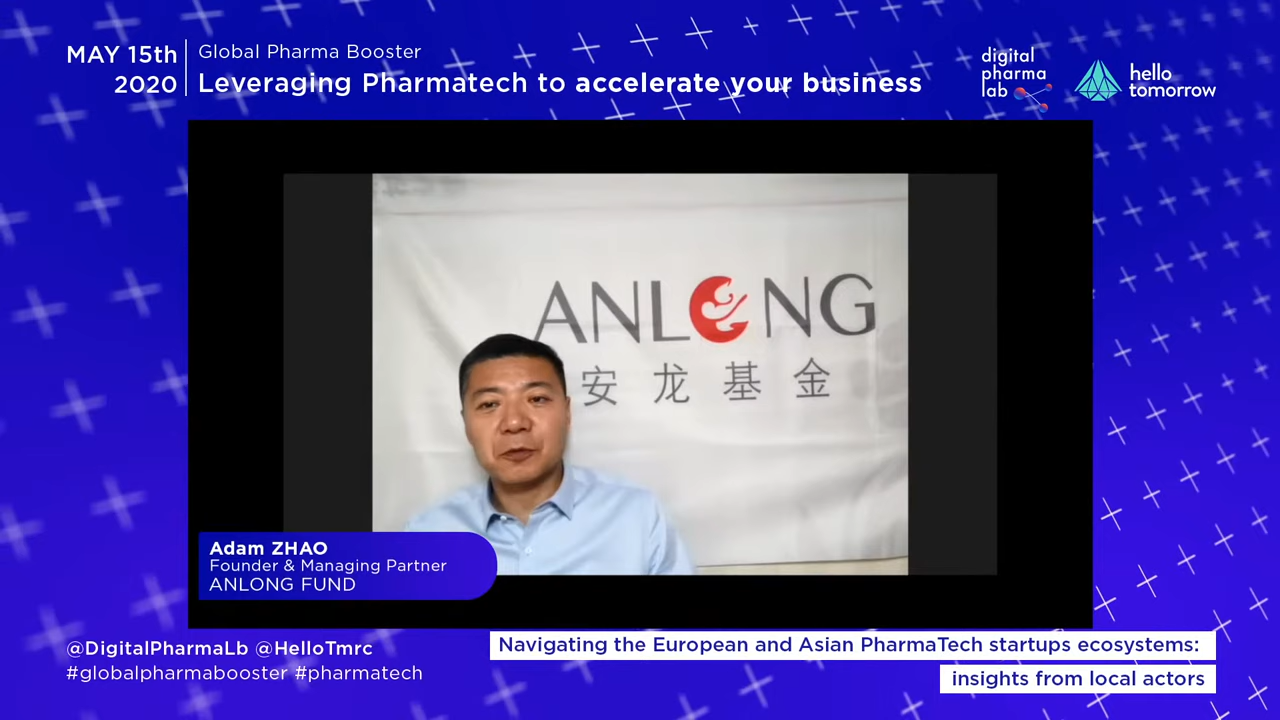 MAY 15th
2020
Global Pharma Booster
Leveraging Pharmatech to accelerate your business
digital
pharma
lab
hello
tomorrow
ANLONG
安龙基金
Adam ZHAO
Founder & Managing Partner
ANLONG FUND
@DigitalPharmaLb @HelloTmrc
#globalpharmabooster #pharmatech
Navigating the European and Asian PharmaTech startups ecosystems:
insights from local actors